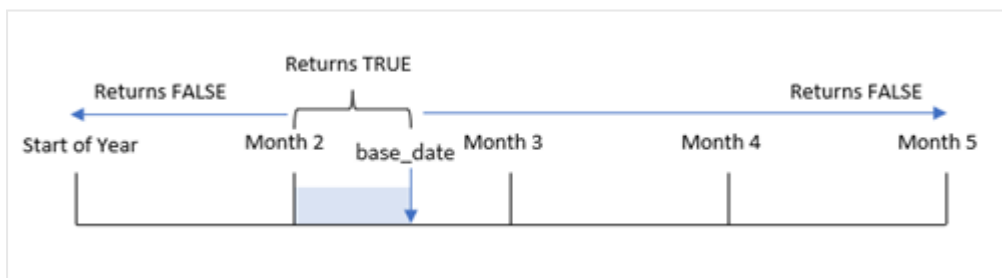 Returns TRUE
Returns FALSE
Returns FALSE
Start of Year
Month 2
base_date
Month 3
Month 4
Month 5